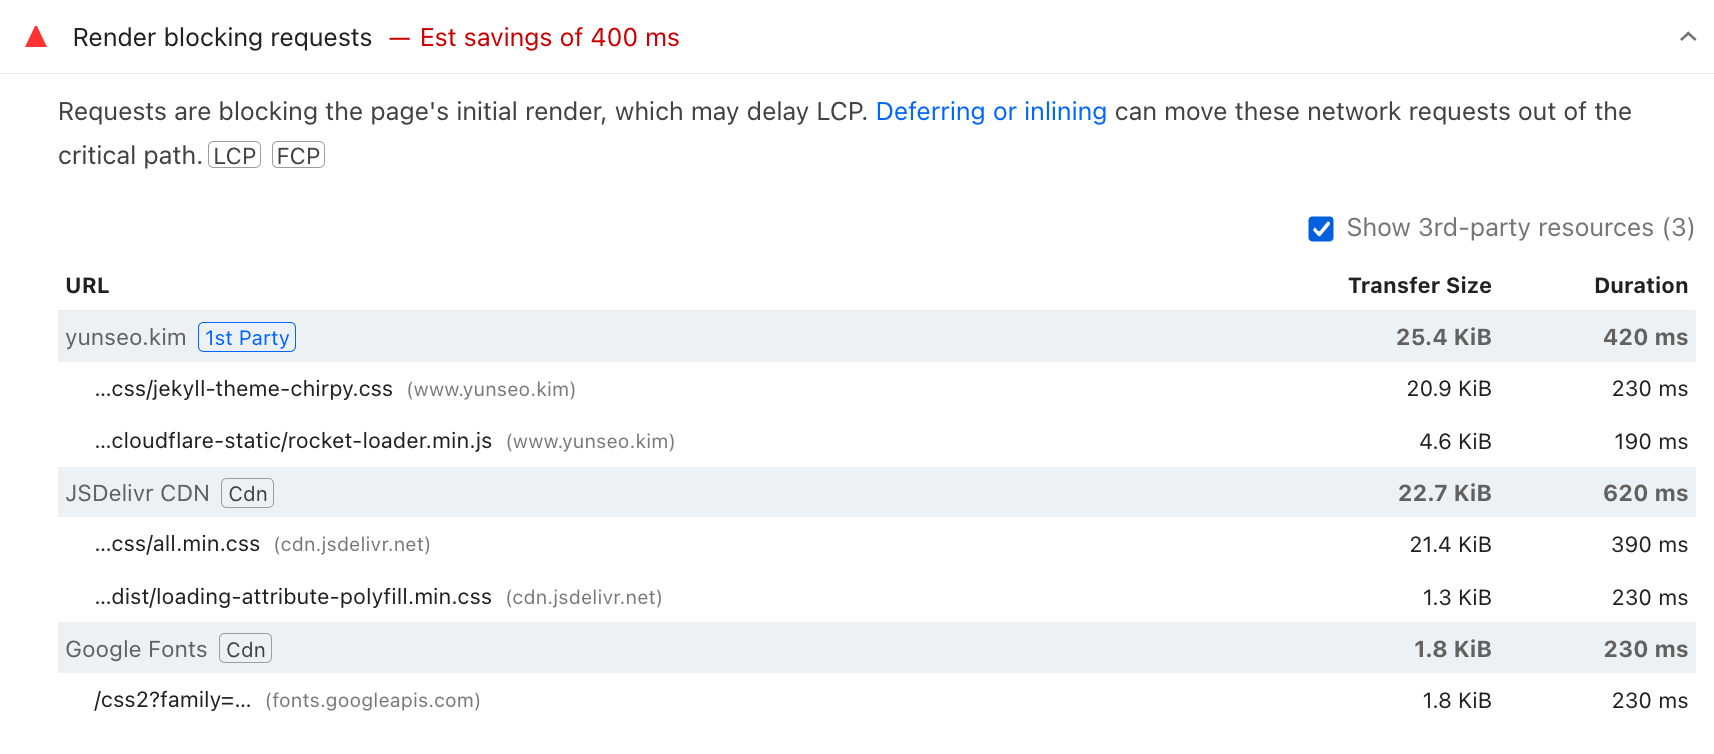 Render blocking requests — Est savings of 400 ms
Requests are blocking the page's initial render, which may delay LCP. Deferring or inlining can move these network requests out of the
critical path. LCP FCP
Show 3rd-party resources (3)
URL Transfer Size Duration
yunseo.kim 1st Party 25.4 KiB 420 ms
...css/jekyll-theme-chirpy.css (www.yunseo.kim) 20.9 KiB 230 ms
...cloudflare-static/rocket-loader.min.js (www.yunseo.kim) 4.6 KiB 190 ms
JSDelivr CDN Cdn 22.7 KiB 620 ms
...css/all.min.css (cdn.jsdelivr.net) 21.4 KiB 390 ms
...dist/loading-attribute-polyfill.min.css (cdn.jsdelivr.net) 1.3 KiB 230 ms
Google Fonts Cdn 1.8 KiB 230 ms
/css2?family=... (fonts.googleapis.com) 1.8 KiB 230 ms